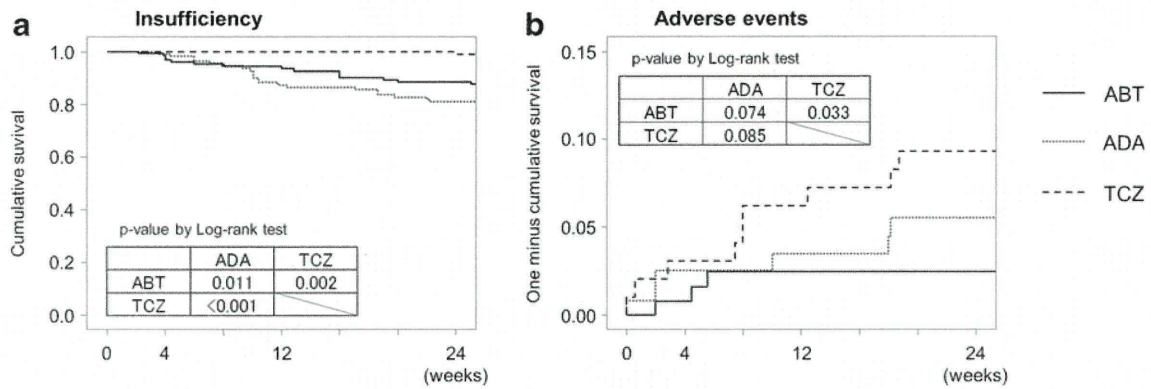 a Insufficiency
Cumulative suvival
1.0
0.8
0.6
0.4
0.2
0.0
p-value by Log-rank test
ADA TCZ
ABT 0.011 0.002
TCZ <0.001
0 4 12 24
(weeks)
b Adverse events
One minus cumulative survival
0.15
0.10
0.05
0.00
p-value by Log-rank test
ADA TCZ
ABT 0.074 0.033
TCZ 0.085
0 4 12 24
(weeks)
ABT
ADA
TCZ